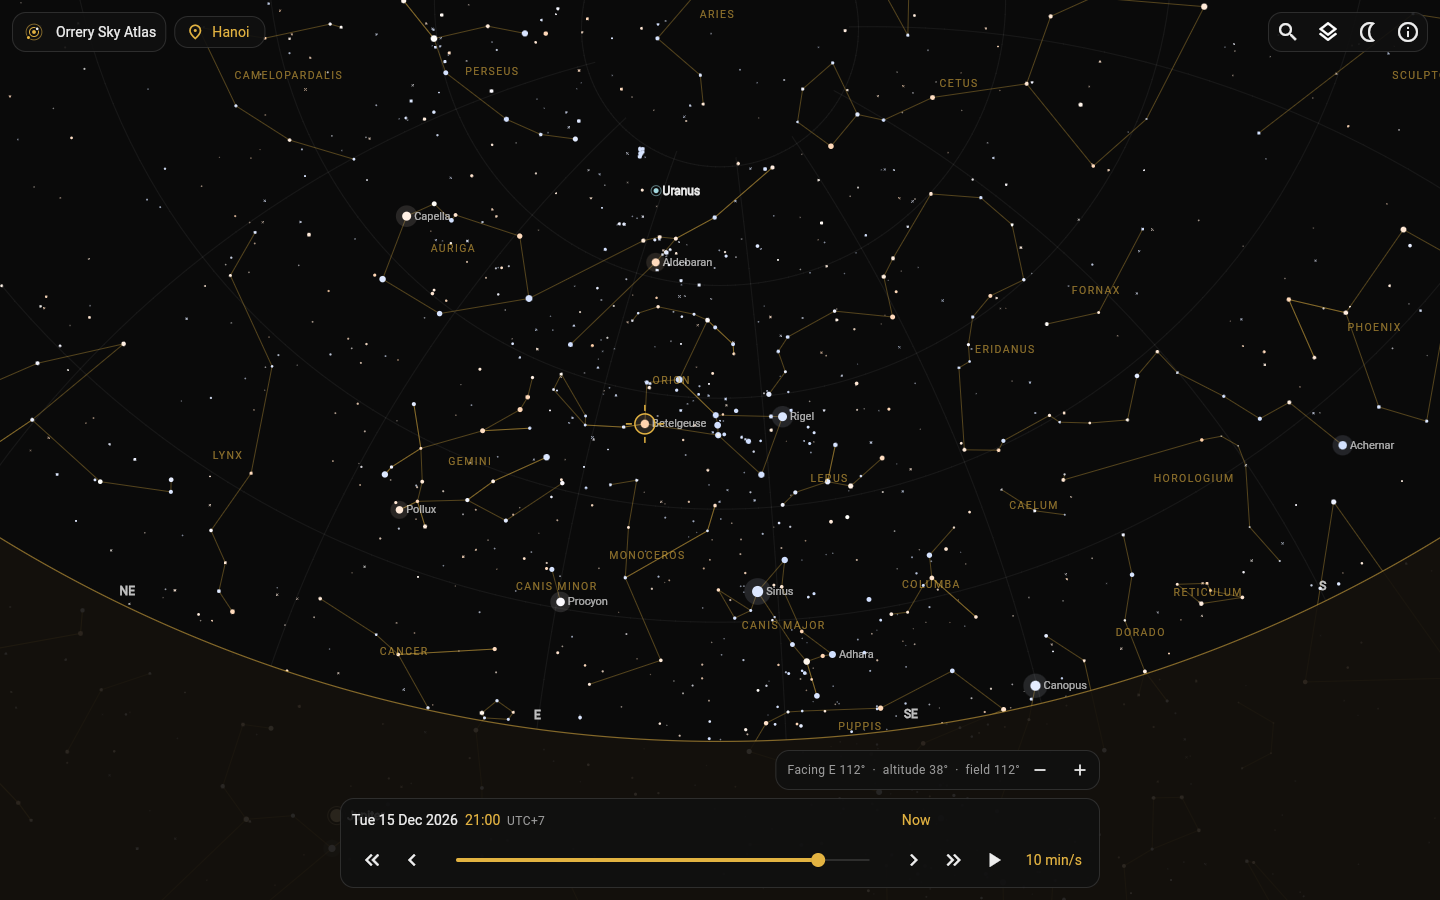 Orrery Sky Atlas
Hanoi
ARIES
CAMELOPARDALIS
PERSEUS
CETUS
Uranus
Capella
AURIGA
Aldebaran
FORNAX
PHOENIX
ERIDANUS
ORION
Betelgeuse
Rigel
Achernar
LYNX
GEMINI
LEPUS
HOROLOGIUM
CAELUM
Pollux
MONOCEROS
CANIS MINOR
COLUMBA
NE
Sirius
S
RETICULUM
Procyon
CANIS MAJOR
DORADO
CANCER
Adhara
Canopus
E
SE
PUPPIS
Facing E 112° · altitude 38° · field 112°
Tue 15 Dec 2026 21:00 UTC+7
Now
10 min/s